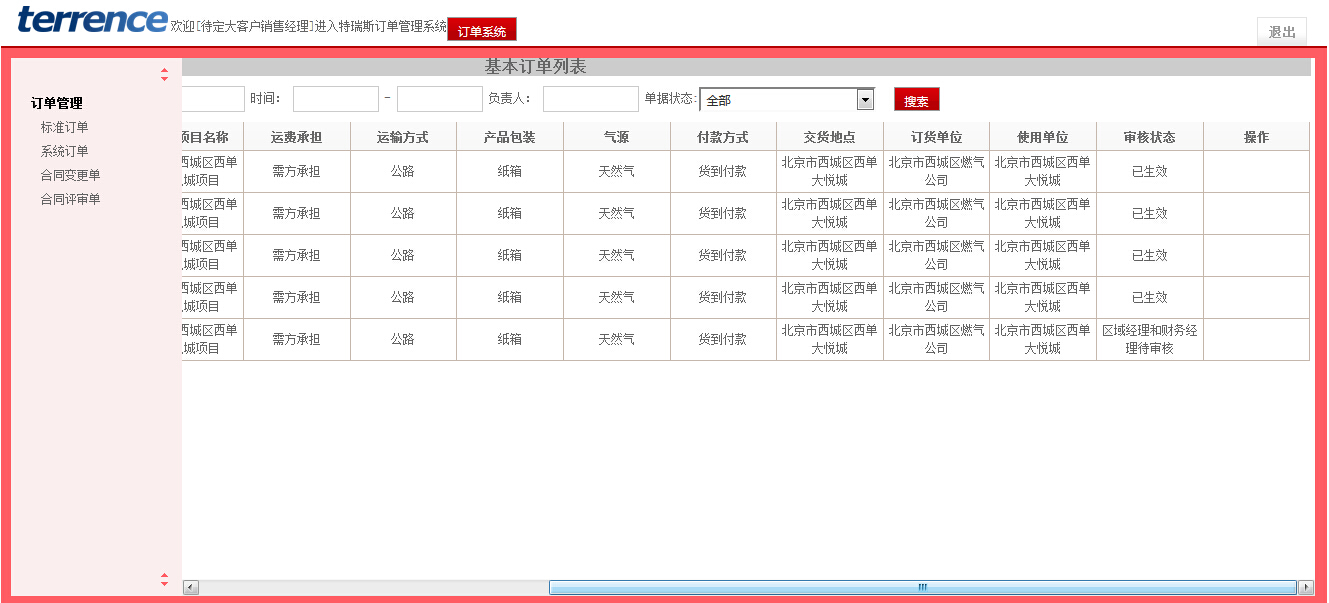 terrence 欢迎[待定大客户销售经理]进入特瑞斯订单管理系统 订单系统 退出
基本订单列表
订单管理
标准订单
系统订单
合同变更单
合同评审单
时间： - 负责人： 单据状态: 全部 搜索
项目名称 运费承担 运输方式 产品包装 气源 付款方式 交货地点 订货单位 使用单位 审核状态 操作
西城区西单 需方承担 公路 纸箱 天然气 货到付款 北京市西城区西单 北京市西城区燃气 北京市西城区西单 已生效
城项目 大悦城 公司 大悦城
西城区西单 需方承担 公路 纸箱 天然气 货到付款 北京市西城区西单 北京市西城区燃气 北京市西城区西单 已生效
城项目 大悦城 公司 大悦城
西城区西单 需方承担 公路 纸箱 天然气 货到付款 北京市西城区西单 北京市西城区燃气 北京市西城区西单 已生效
城项目 大悦城 公司 大悦城
西城区西单 需方承担 公路 纸箱 天然气 货到付款 北京市西城区西单 北京市西城区燃气 北京市西城区西单 已生效
城项目 大悦城 公司 大悦城
西城区西单 需方承担 公路 纸箱 天然气 货到付款 北京市西城区西单 北京市西城区燃气 北京市西城区西单 区域经理和财务经
城项目 大悦城 公司 大悦城 理待审核